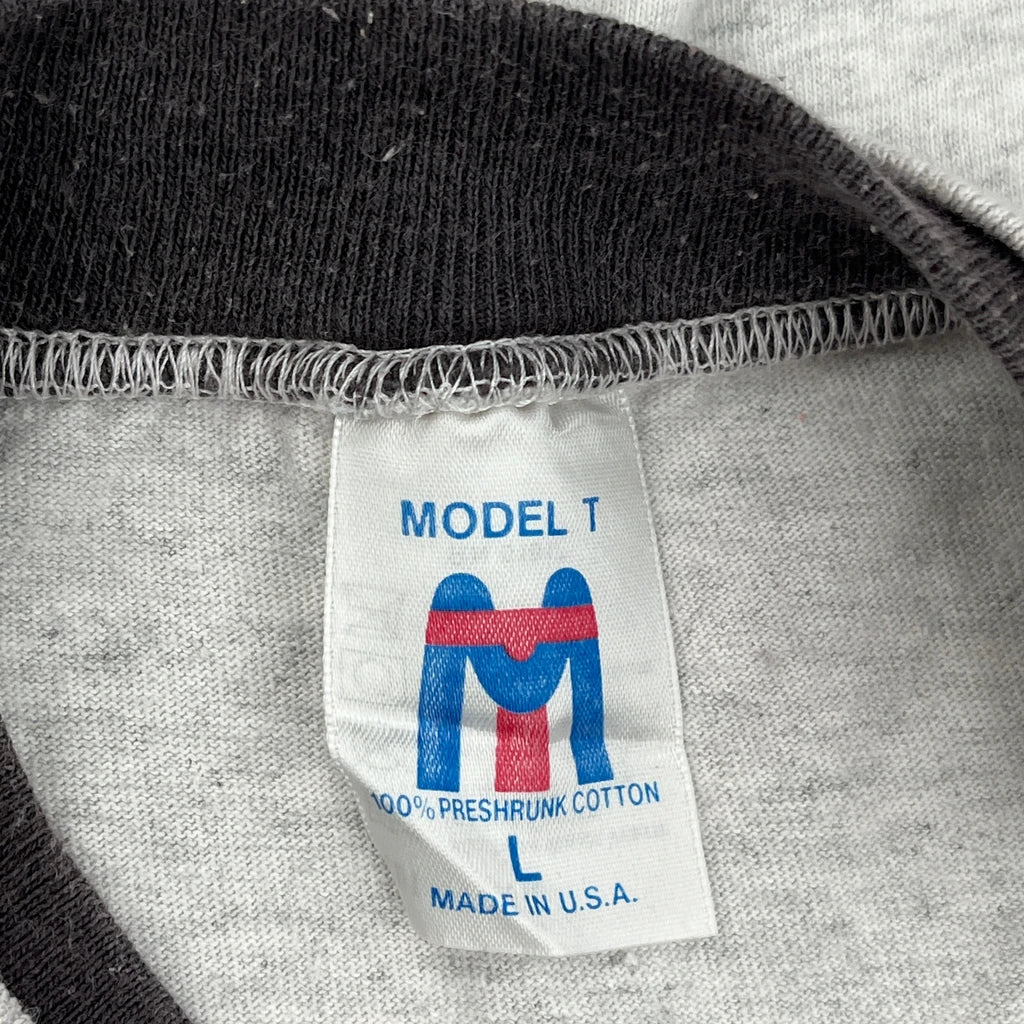 MODEL T
100% PRESHRUNK COTTON
L
MADE IN U.S.A.